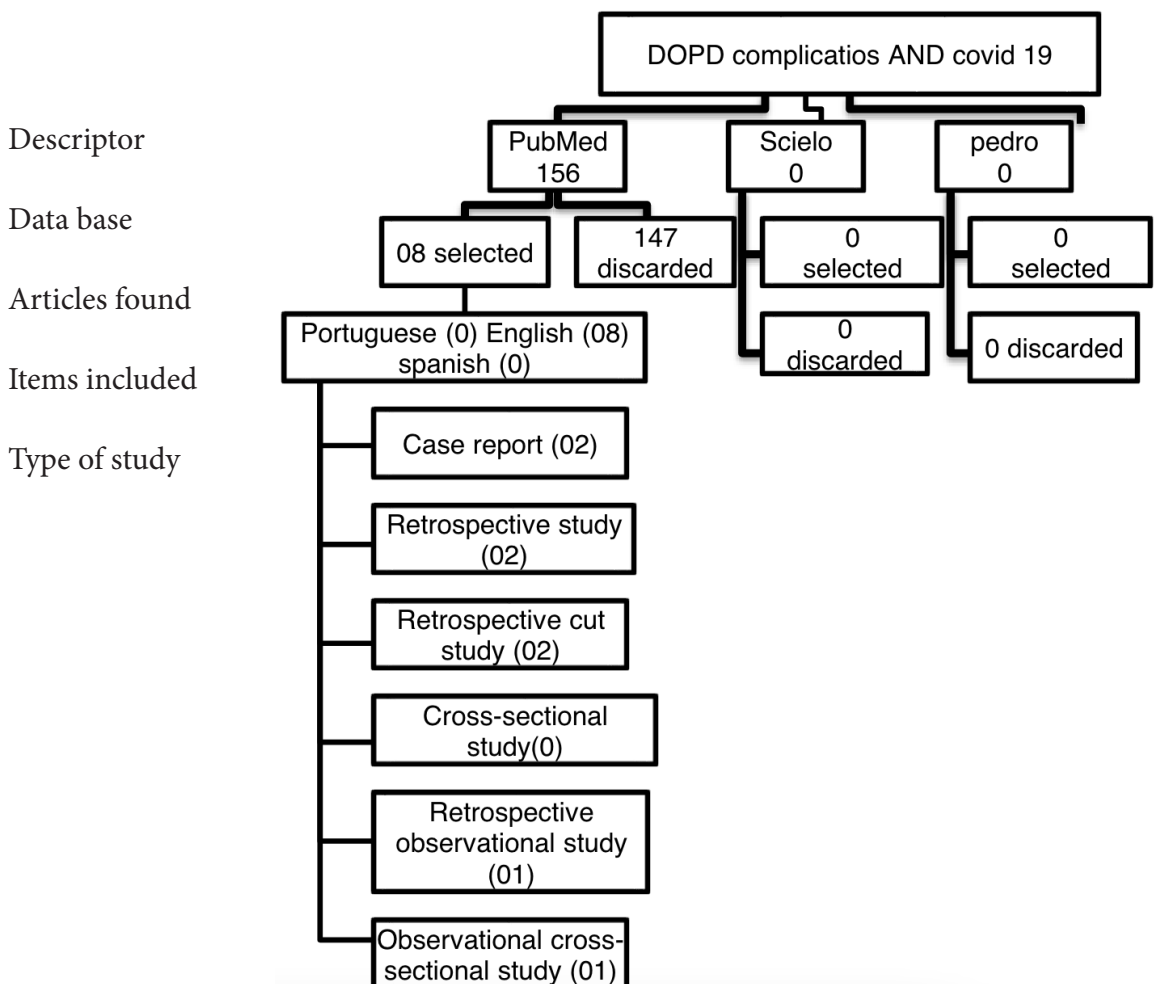 DOPD complicatios AND covid 19
Descriptor
PubMed
156
Scielo
0
pedro
0
Data base
08 selected
147
discarded
0
selected
0
selected
Articles found
Portuguese (0) English (08)
spanish (0)
0
discarded
0 discarded
Items included
Case report (02)
Type of study
Retrospective study
(02)
Retrospective cut
study (02)
Cross-sectional
study(0)
Retrospective
observational study
(01)
Observational cross-
sectional study (01)